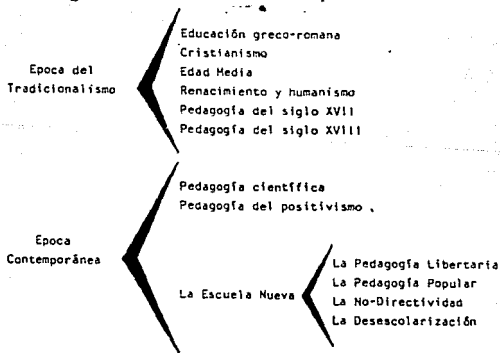 Educación greco-romana
Cristianismo
Edad Media
Renacimiento y humanismo
Pedagogía del siglo XVII
Pedagogía del siglo XVIII
Epoca del
Tradicionalismo
Pedagogía científica
Pedagogía del positivismo .
Epoca
Contemporánea
La Escuela Nueva
La Pedagogía Libertaria
La Pedagogía Popular
La No-Directividad
La Desescolarización